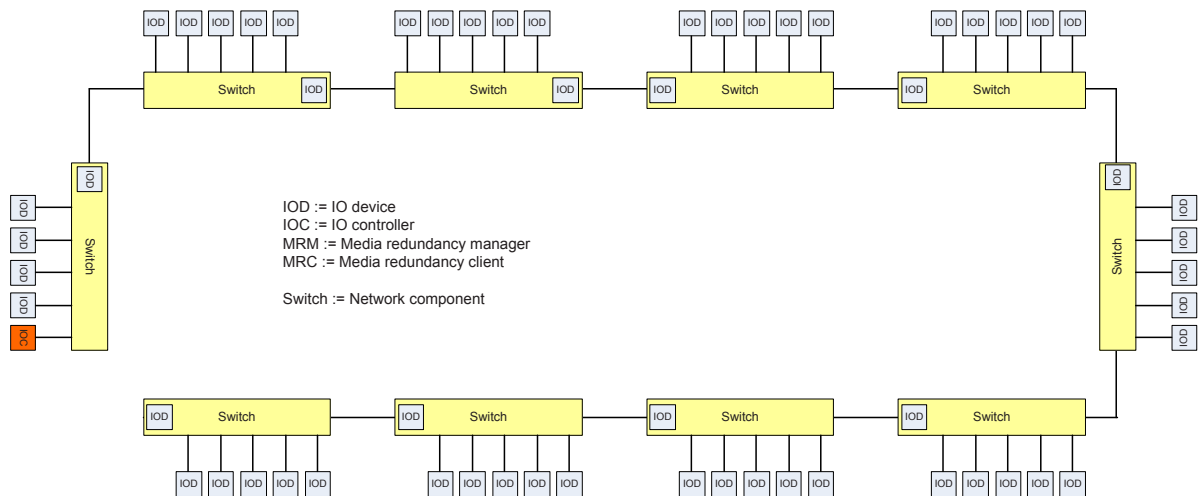 IOD IOD IOD IOD IOD IOD IOD IOD IOD IOD IOD IOD IOD IOD IOD IOD IOD IOD IOD IOD
Switch IOD Switch IOD IOD Switch IOD Switch
IOD
IOD
IOD
IOD
IOD
IOC
Switch
IOD := IO device
IOC := IO controller
MRM := Media redundancy manager
MRC := Media redundancy client
Switch := Network component
IOD
Switch
IOD
IOD
IOD
IOD
IOD
IOD Switch IOD Switch IOD Switch IOD Switch
IOD IOD IOD IOD IOD IOD IOD IOD IOD IOD IOD IOD IOD IOD IOD IOD IOD IOD IOD IOD